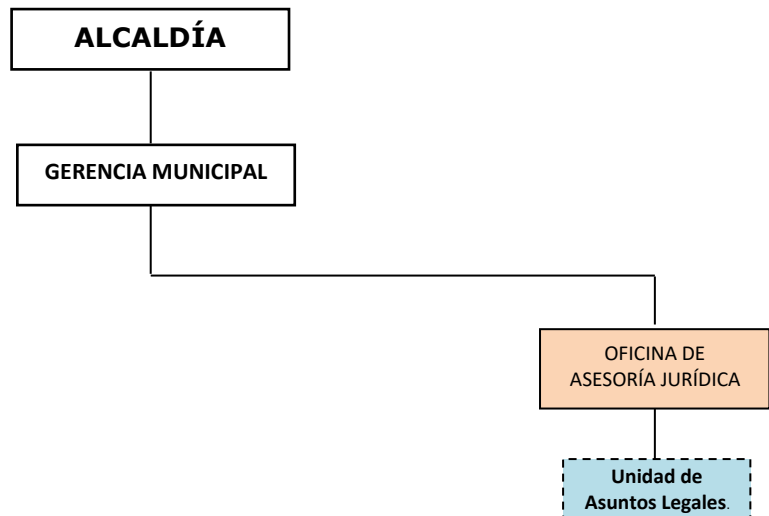 ALCALDÍA
GERENCIA MUNICIPAL
OFICINA DE
ASESORÍA JURÍDICA
Unidad de
Asuntos Legales.